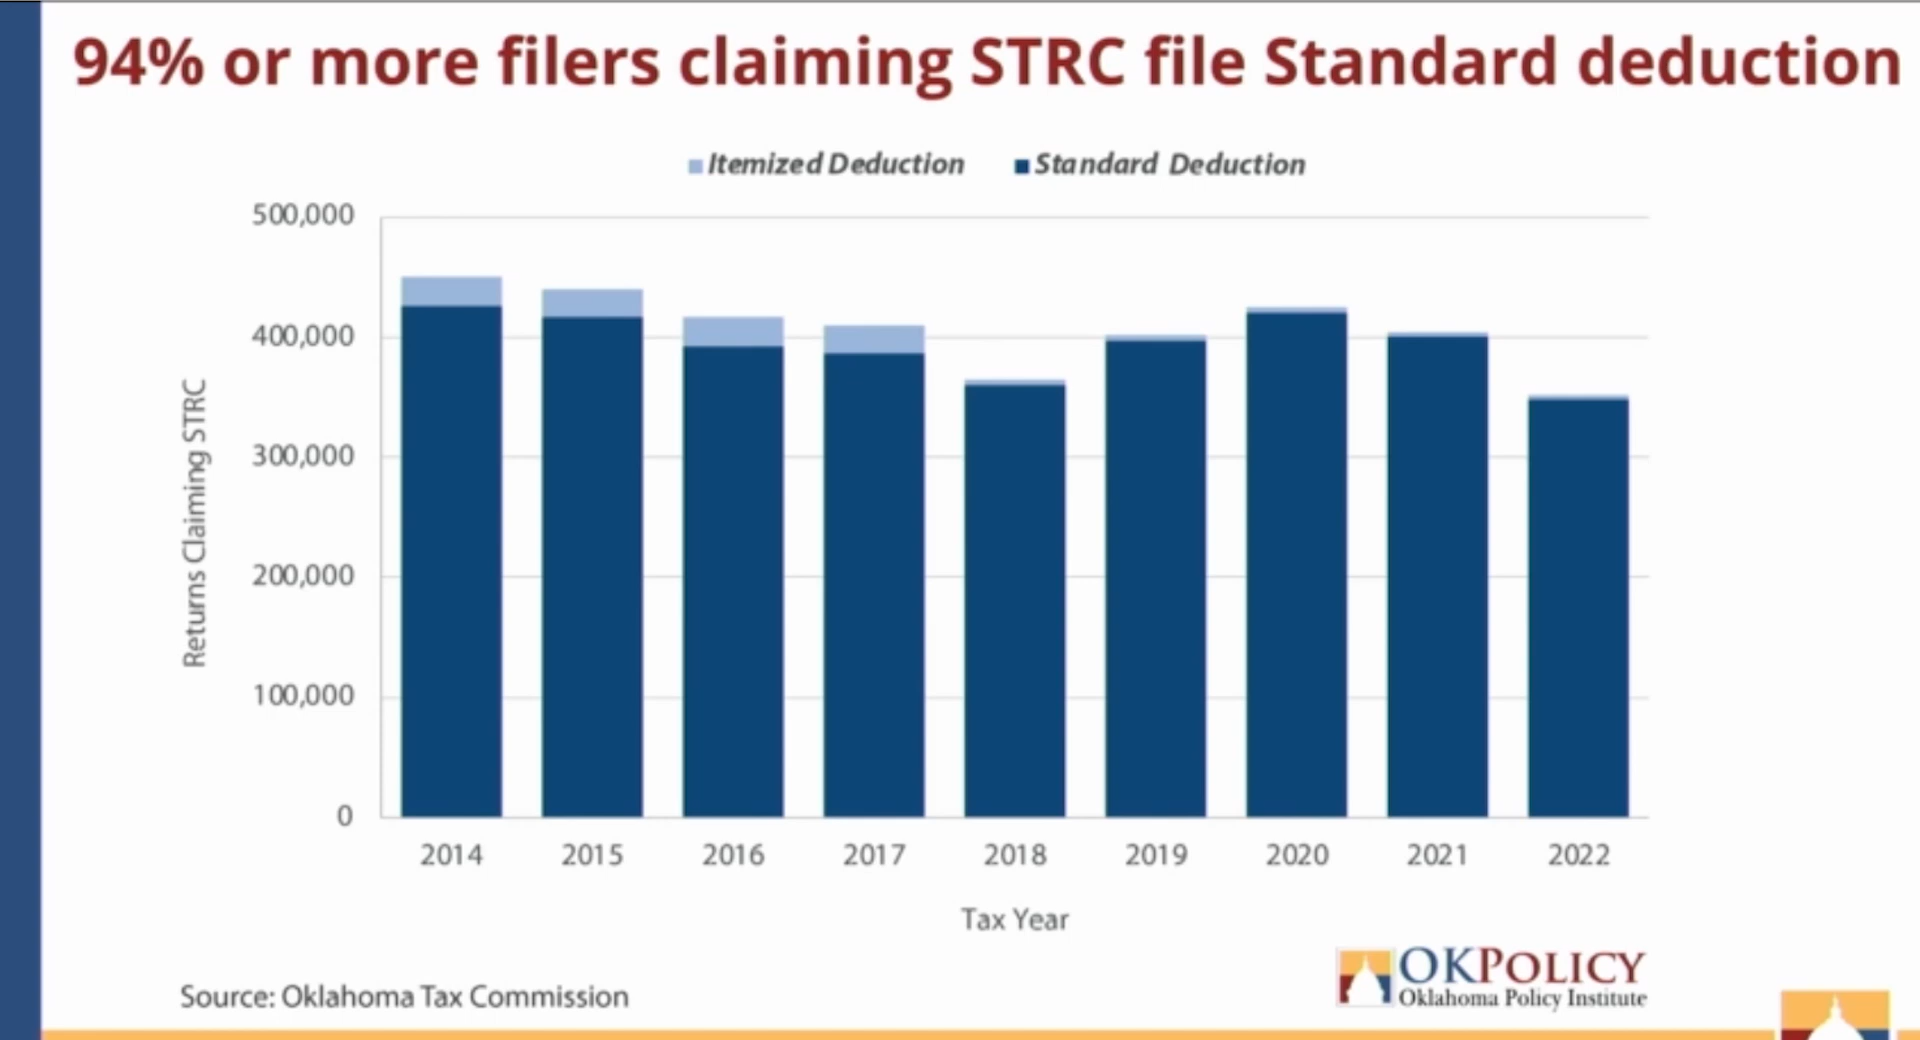 94% or more filers claiming STRC file Standard deduction
Itemized Deduction Standard Deduction
500,000
400,000
300,000
200,000
100,000
0
Returns Claiming STRC
2014 2015 2016 2017 2018 2019 2020 2021 2022
Tax Year
OKPOLICY
Oklahoma Policy Institute
Source: Oklahoma Tax Commission